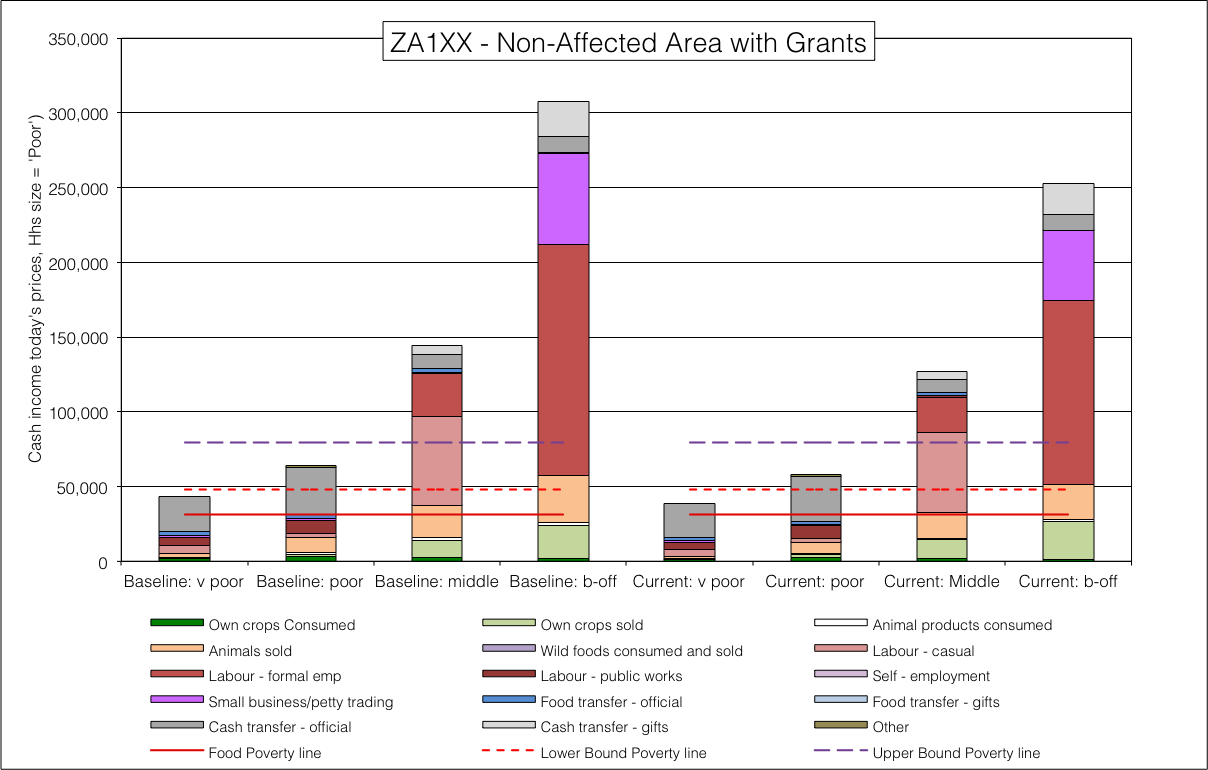 ZA1XX - Non-Affected Area with Grants
Cash income today's prices, Hhs size = 'Poor')
350,000
300,000
250,000
200,000
150,000
100,000
50,000
0
Baseline: v poor Baseline: poor Baseline: middle Baseline: b-off Current: v poor Current: poor Current: Middle Current: b-off
Own crops Consumed Own crops sold Animal products consumed
Animals sold Wild foods consumed and sold Labour - casual
Labour - formal emp Labour - public works Self - employment
Small business/petty trading Food transfer - official Food transfer - gifts
Cash transfer - official Cash transfer - gifts Other
Food Poverty line Lower Bound Poverty line Upper Bound Poverty line